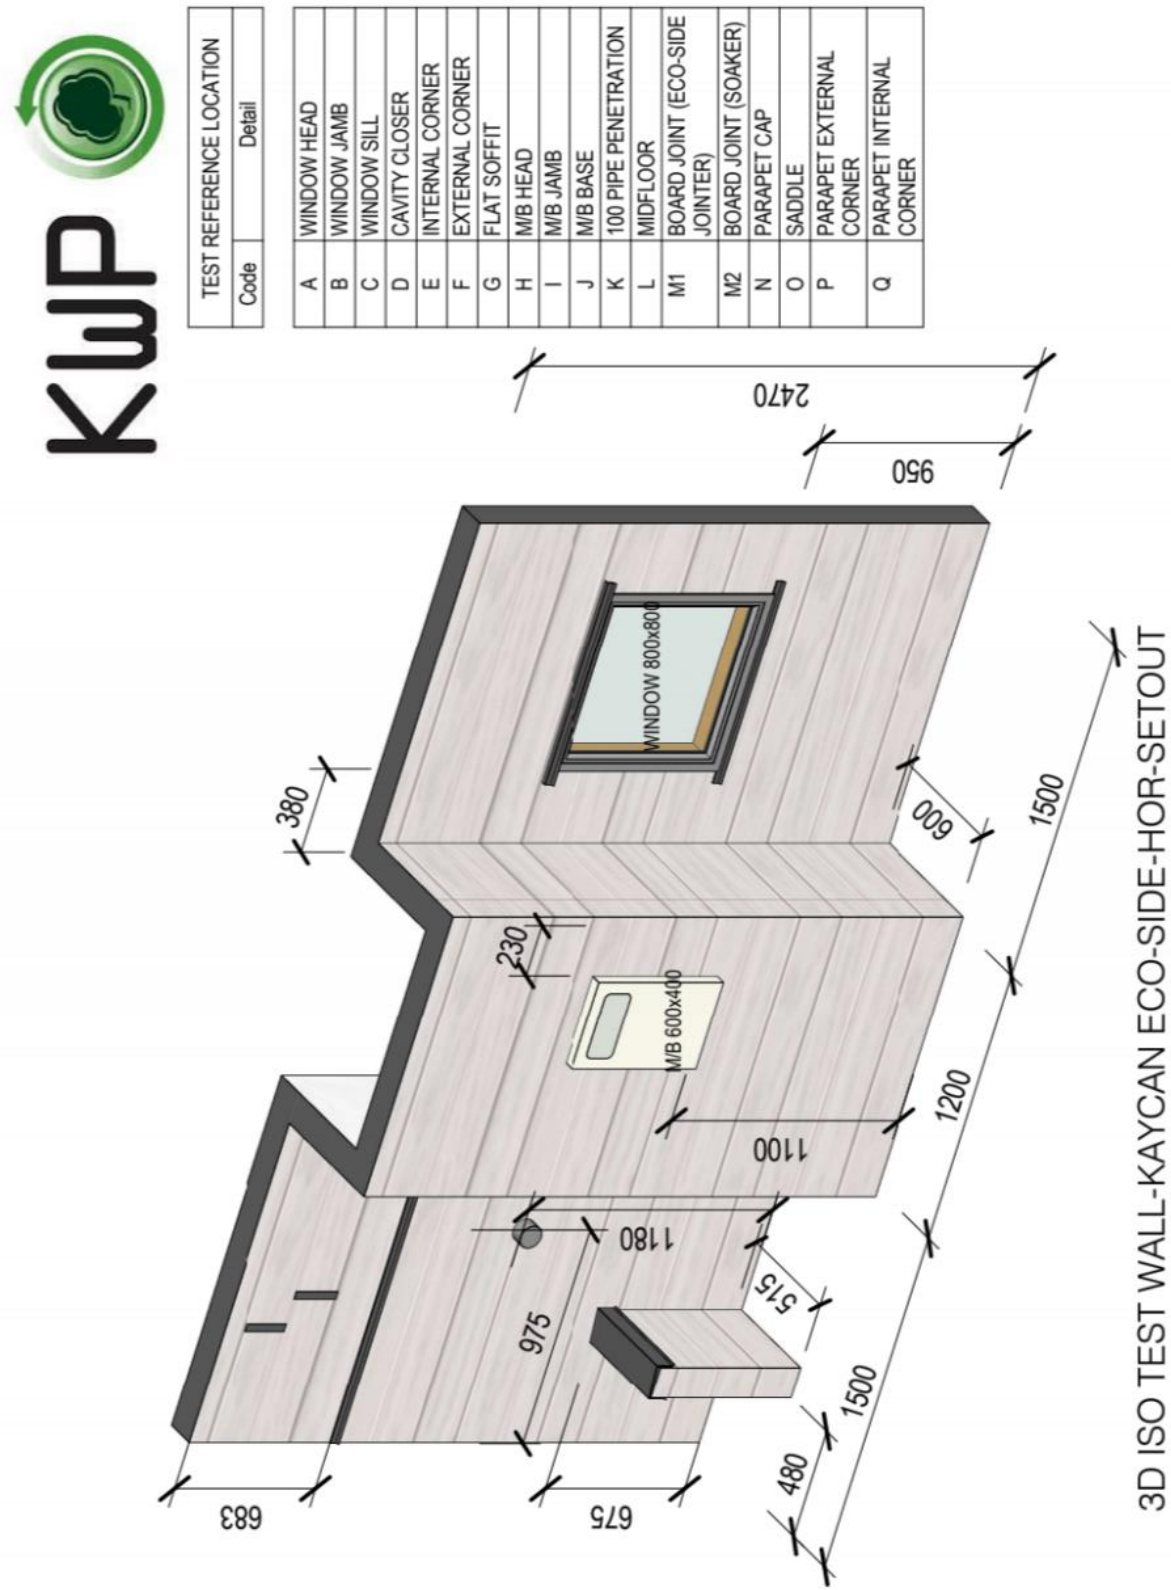 KWP
TEST REFERENCE LOCATION
Code Detail
A WINDOW HEAD
B WINDOW JAMB
C WINDOW SILL
D CAVITY CLOSER
E INTERNAL CORNER
F EXTERNAL CORNER
G FLAT SOFFIT
H M/B HEAD
I M/B JAMB
J M/B BASE
K 100 PIPE PENETRATION
L MIDFLOOR
M1 BOARD JOINT (ECO-SIDE
JOINTER)
M2 BOARD JOINT (SOAKER)
N PARAPET CAP
O SADDLE
P PARAPET EXTERNAL
CORNER
Q PARAPET INTERNAL
CORNER
683
675
480
1500
975
515
1180
1100
1200
230
M/B 600x400
380
600
1500
WINDOW 800x800
950
2470
3D ISO TEST WALL-KAYCAN ECO-SIDE-HOR-SETOUT